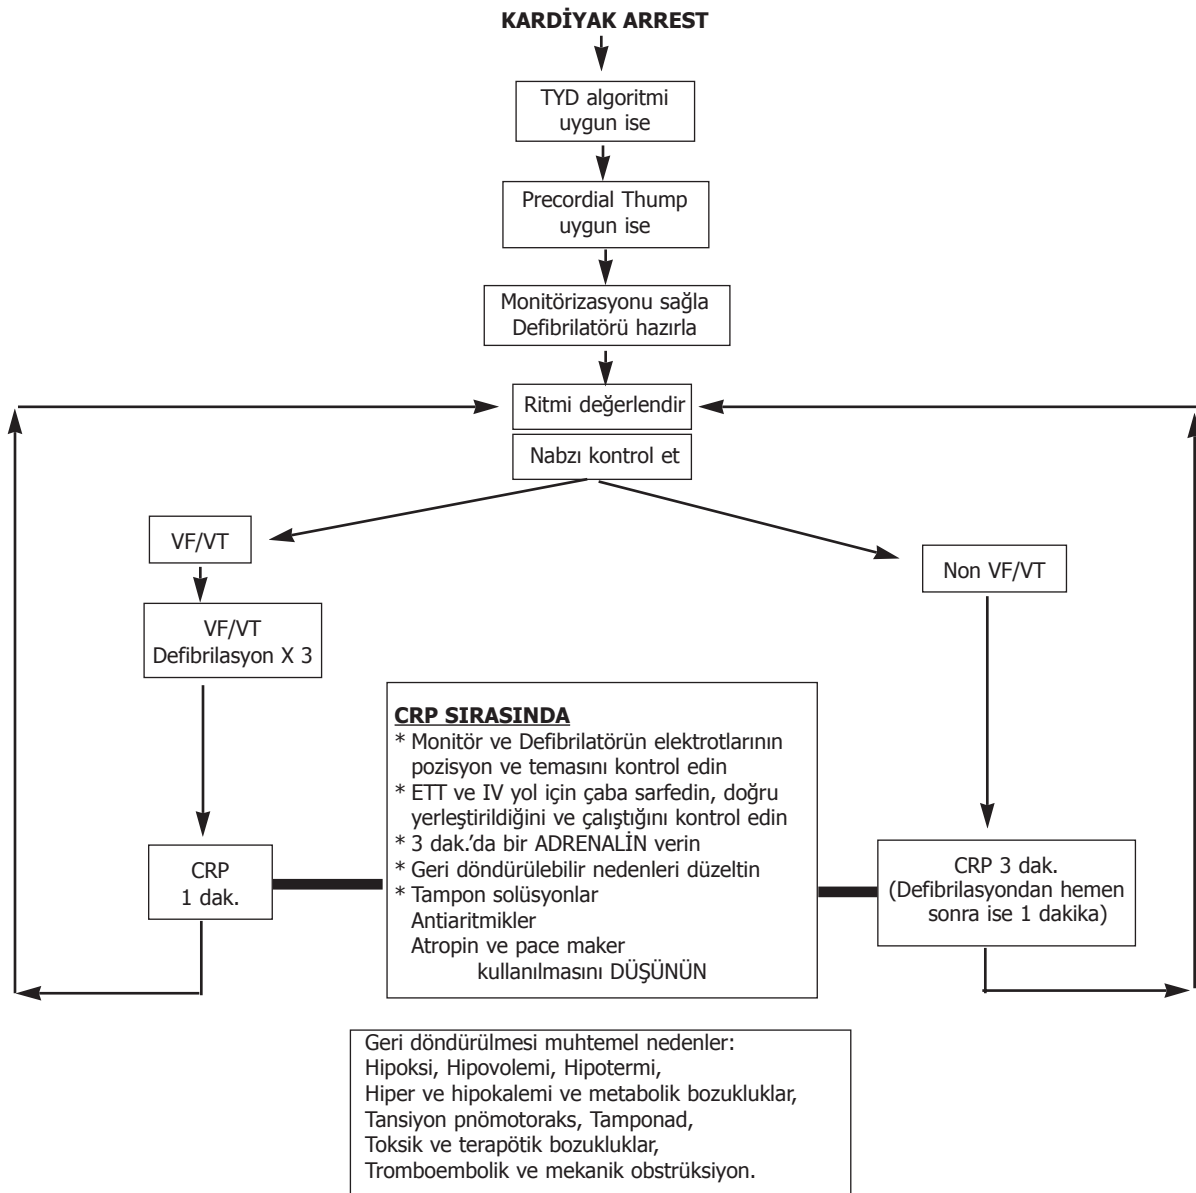 KARDİYAK ARREST
TYD algoritmi
uygun ise
Precordial Thump
uygun ise
Monitörizasyonu sağla
Defibrilatörü hazırla
Ritmi değerlendir
Nabzı kontrol et
VF/VT
Non VF/VT
VF/VT
Defibrilasyon X 3
CRP SIRASINDA
* Monitör ve Defibrilatörün elektrotlarının
pozisyon ve temasını kontrol edin
* ETT ve IV yol için çaba sarfedin, doğru
yerleştirildiğini ve çalıştığını kontrol edin
* 3 dak.'da bir ADRENALİN verin
* Geri döndürülebilir nedenleri düzeltin
* Tampon solüsyonlar
Antiaritmikler
Atropin ve pace maker
kullanılmasını DÜŞÜNÜN
CRP
1 dak.
CRP 3 dak.
(Defibrilasyondan hemen
sonra ise 1 dakika)
Geri döndürülmesi muhtemel nedenler:
Hipoksi, Hipovolemi, Hipotermi,
Hiper ve hipokalemi ve metabolik bozukluklar,
Tansiyon pnömotoraks, Tamponad,
Toksik ve terapötik bozukluklar,
Tromboembolik ve mekanik obstrüksiyon.